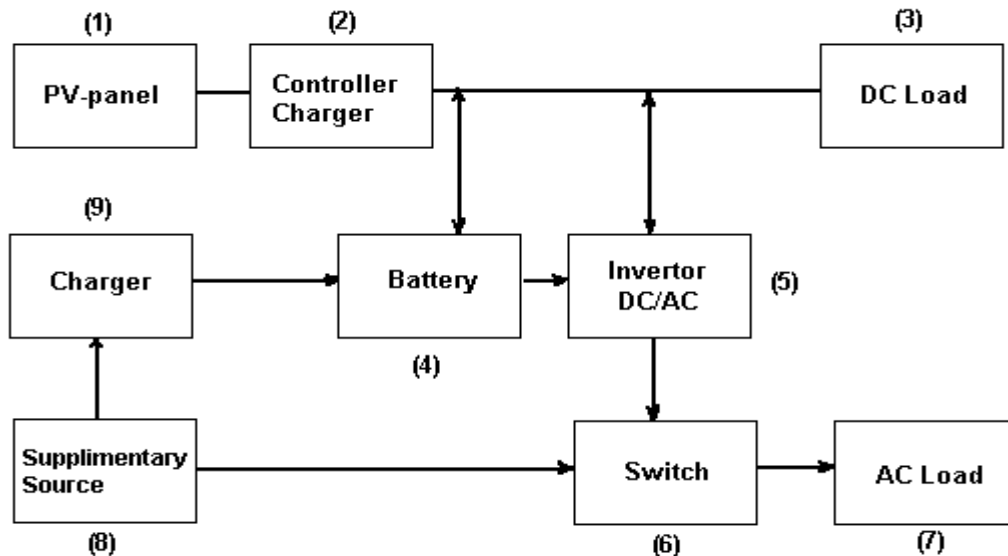 (1)
(2)
(3)
PV-panel
Controller
Charger
DC Load
(9)
Charger
Battery
Invertor
DC/AC
(5)
(4)
Supplimentary
Source
Switch
AC Load
(8)
(6)
(7)